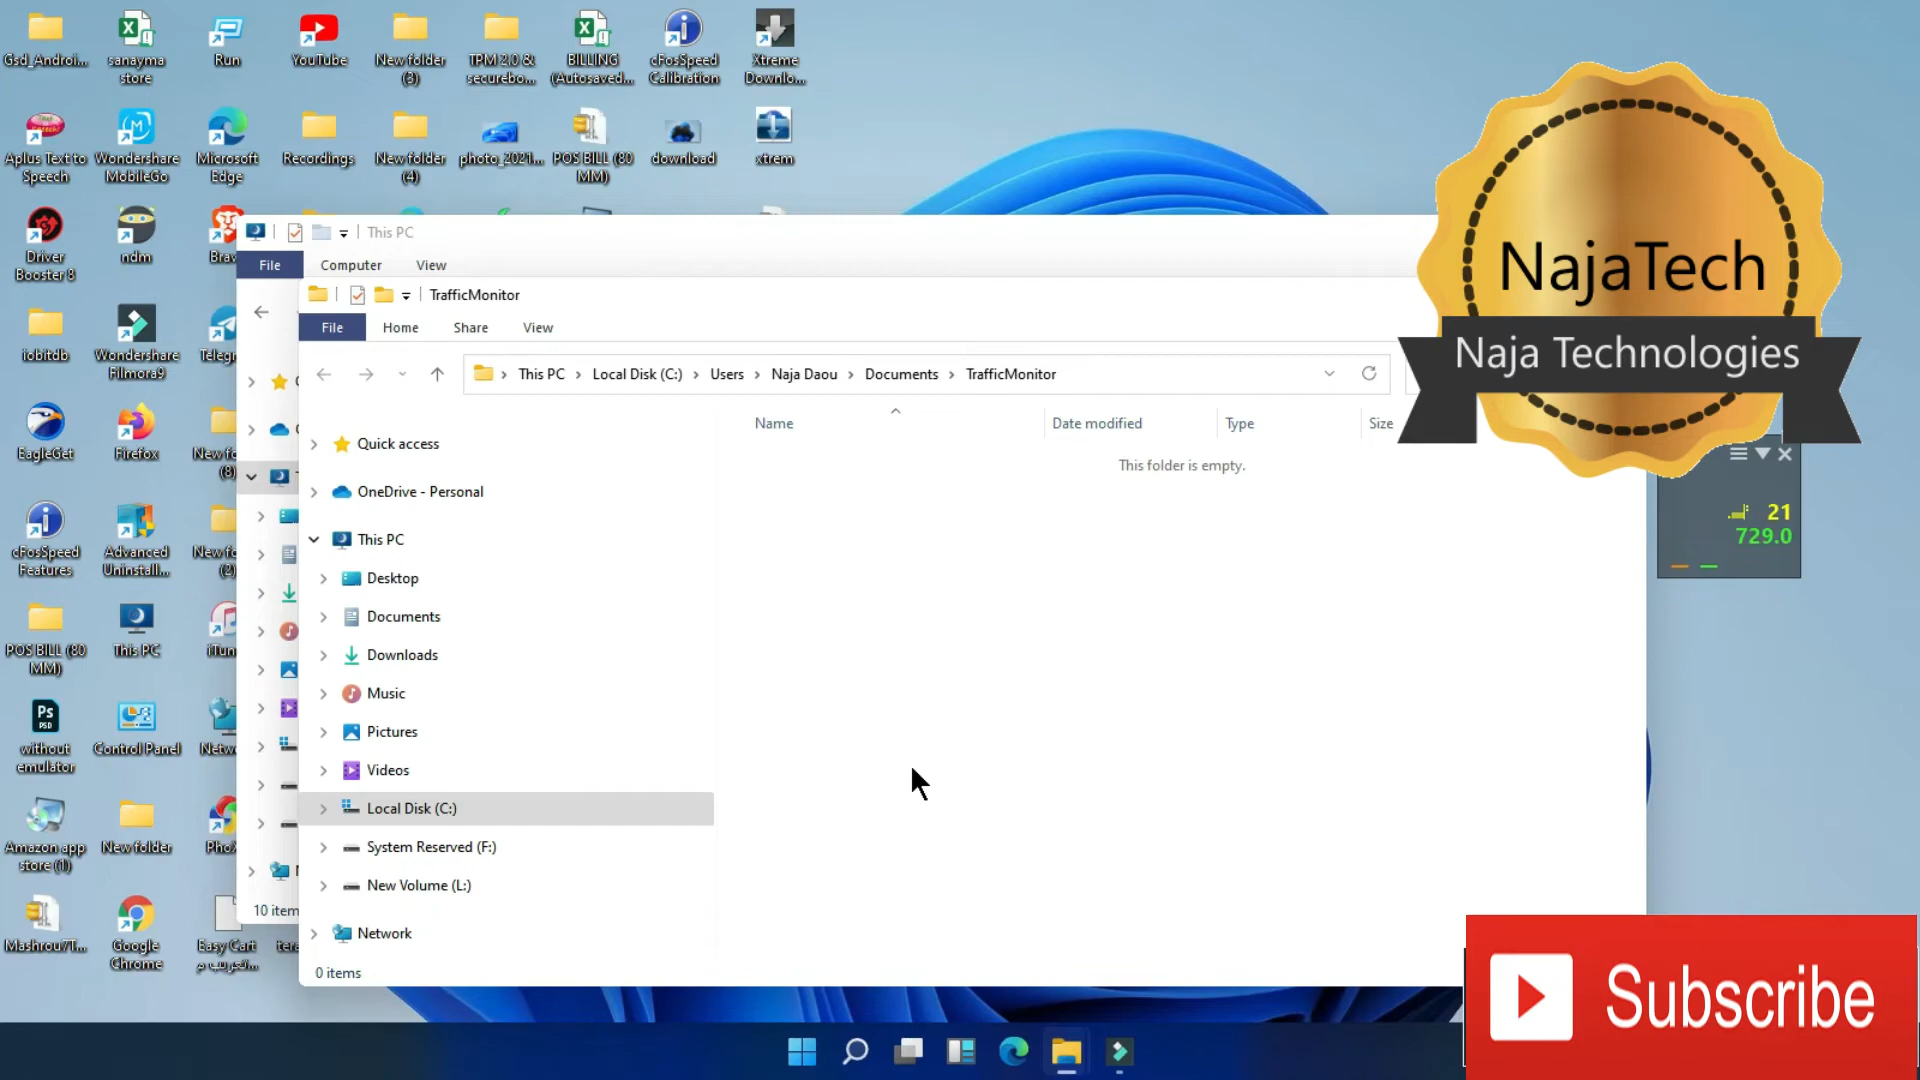 Gsd_Androi...
sanayma
store
Run
YouTube
New folder
(3)
TPM 2,0 &
securebo...
BILLING
(Autosaved...
cFosSpeed
Calibration
Xtreme
Downlo...
Aplus Text to
Speech
Wondershare
MobileGo
Microsoft
Edge
Recordings
New folder
(4)
photo_2021...
POS BILL (80
MM)
download
xtrem
Driver
Booster 8
ndm
Brav
iobitdb
Wondershare
Filmora9
Telegr
EagleGet
Firefox
New fo
(8)
cFosSpeed
Features
Advanced
Uninstall...
New fo
(2)
POS BILL (80
MM)
This PC
iTun
Ps
PSD
without
emulator
Control Panel
Netw
Amazon app
store (1)
New folder
PhoX
Mashrou7T...
Google
Chrome
Easy Cart
This PC
File
Computer
View
10 item
TrafficMonitor
File
Home
Share
View
This PC
Local Disk (C:)
Users
Naja Daou
Documents
TrafficMonitor
Name
Date modified
Type
Size
This folder is empty.
Quick access
OneDrive - Personal
This PC
Desktop
Documents
Downloads
Music
Pictures
Videos
Local Disk (C:)
System Reserved (F:)
New Volume (L:)
Network
0 items
NajaTech
Naja Technologies
21
729.0
Subscribe